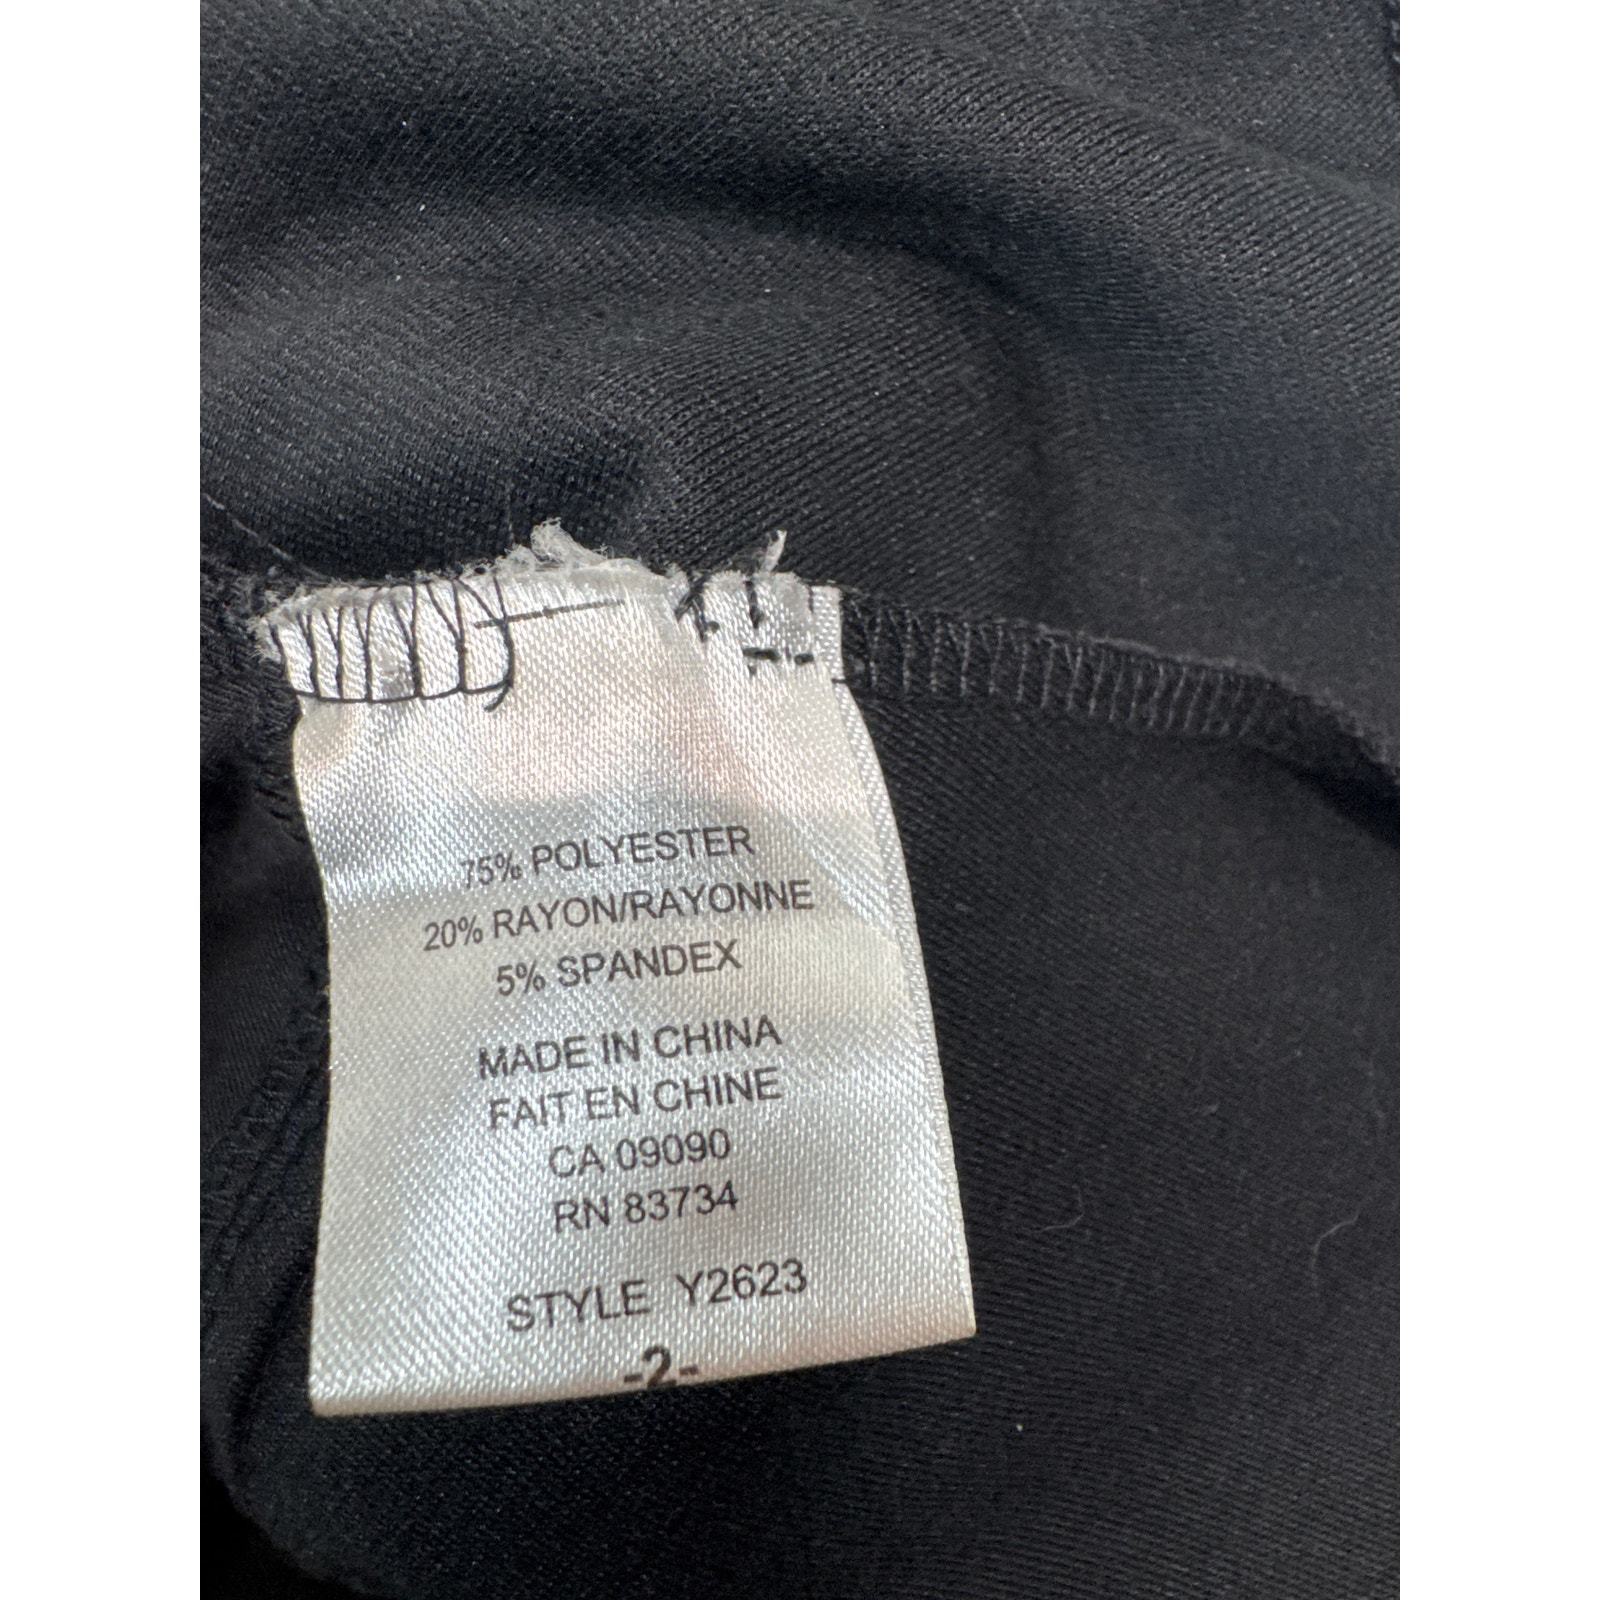 75% POLYESTER
20% RAYON/RAYONNE
5% SPANDEX
MADE IN CHINA
FAIT EN CHINE
CA 09090
RN 83734
STYLE Y2623
-2-